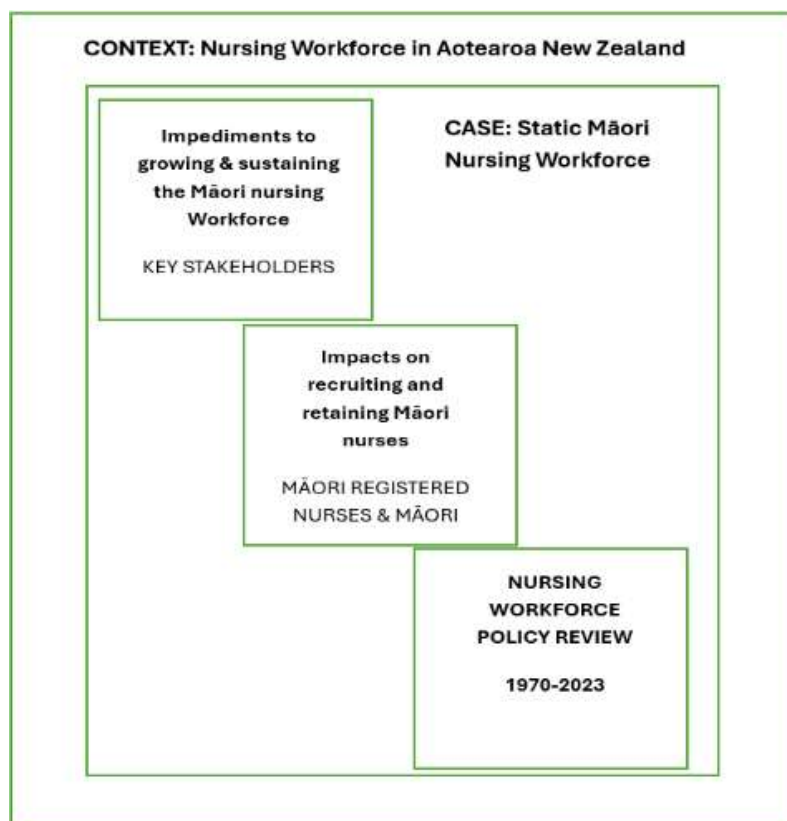 CONTEXT: Nursing Workforce in Aotearoa New Zealand
Impediments to
growing & sustaining
the Māori nursing
Workforce
KEY STAKEHOLDERS
CASE: Static Māori
Nursing Workforce
Impacts on
recruiting and
retaining Māori
nurses
MĀORI REGISTERED
NURSES & MĀORI
NURSING
WORKFORCE
POLICY REVIEW
1970-2023